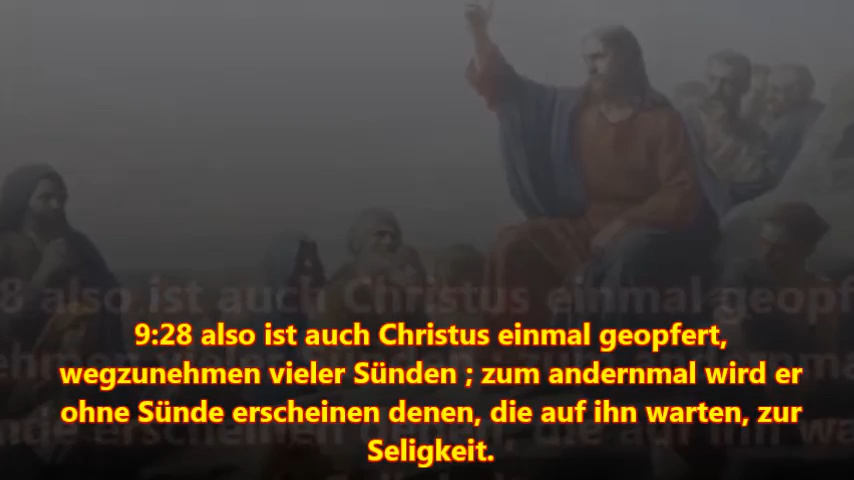 9:28 also ist auch Christus einmal geopfert,
wegzunehmen vieler Sünden ; zum andernmal wird er
ohne Sünde erscheinen denen, die auf ihn warten, zur
Seligkeit.